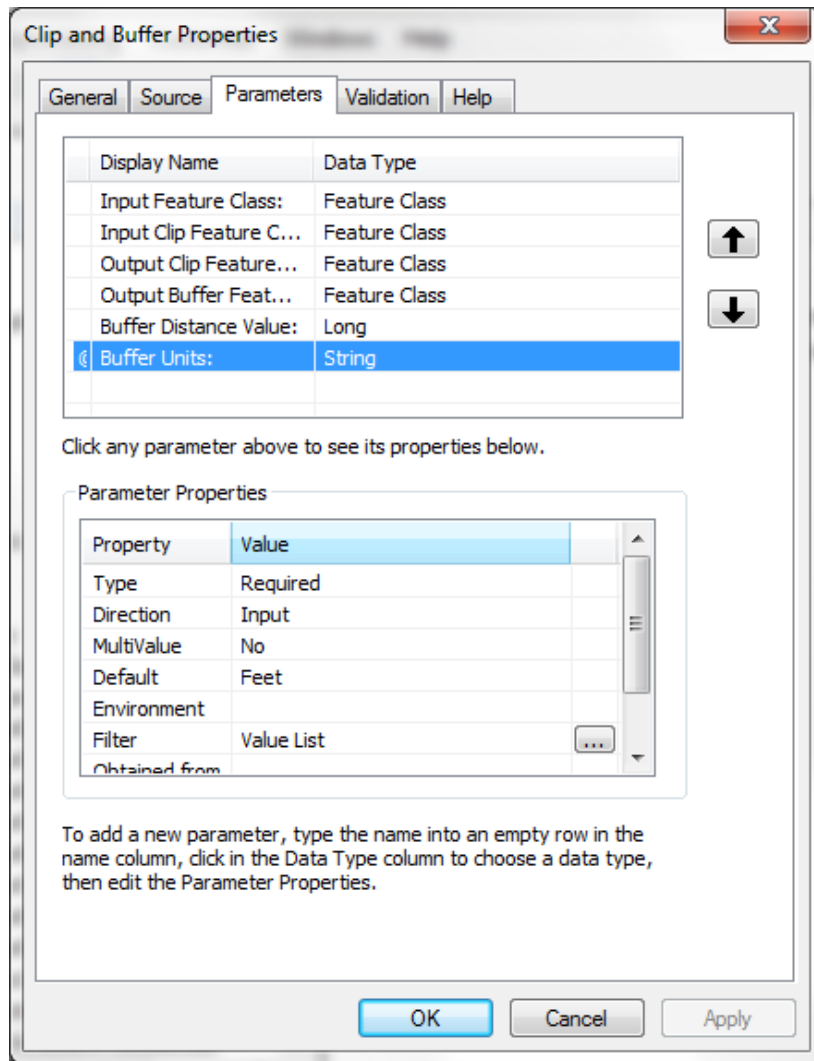 Clip and Buffer Properties
Windows Help
General Source Parameters Validation Help
Display Name Data Type
Input Feature Class: Feature Class
Input Clip Feature C... Feature Class
Output Clip Feature... Feature Class
Output Buffer Feat... Feature Class
Buffer Distance Value: Long
Buffer Units: String
Click any parameter above to see its properties below.
Parameter Properties
Property Value
Type Required
Direction Input
MultiValue No
Default Feet
Environment
Filter Value List ...
Obtained from
To add a new parameter, type the name into an empty row in the
name column, click in the Data Type column to choose a data type,
then edit the Parameter Properties.
OK Cancel Apply